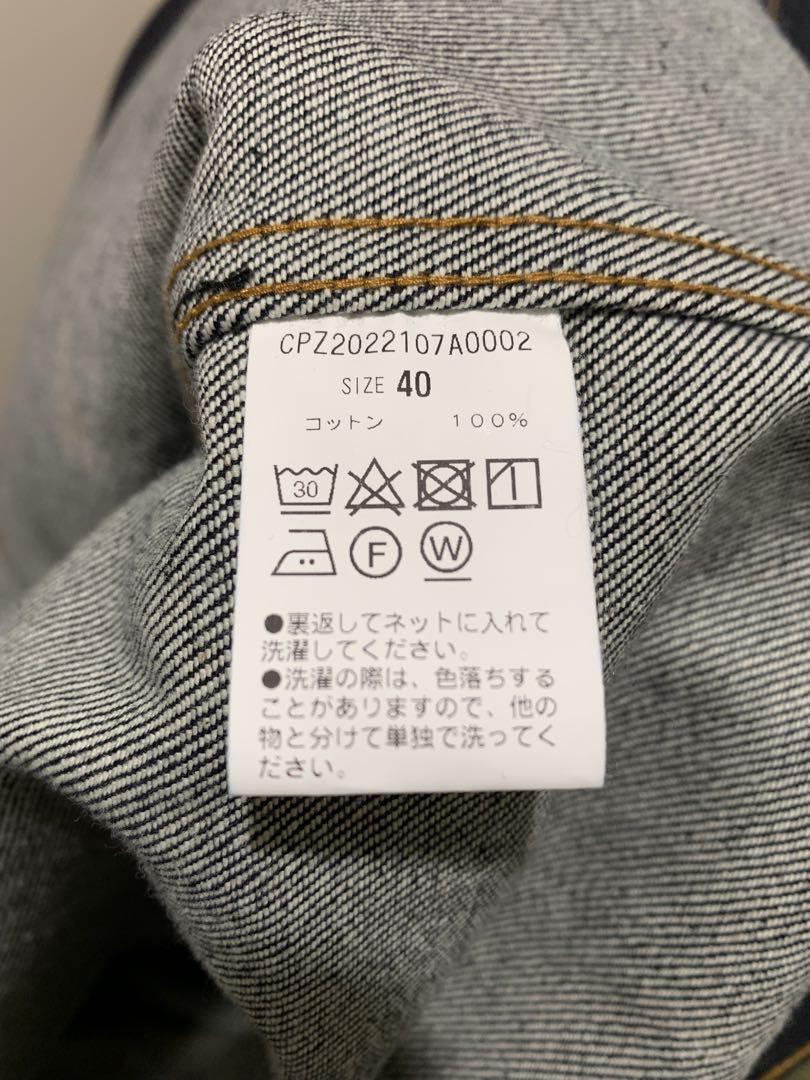 CPZ2022107A0002
SIZE 40
コットン 100%
30
F W
●裏返してネットに入れて
洗濯してください。
●洗濯の際は、色落ちする
ことがありますので、他の
物と分けて単独で洗ってく
ださい。